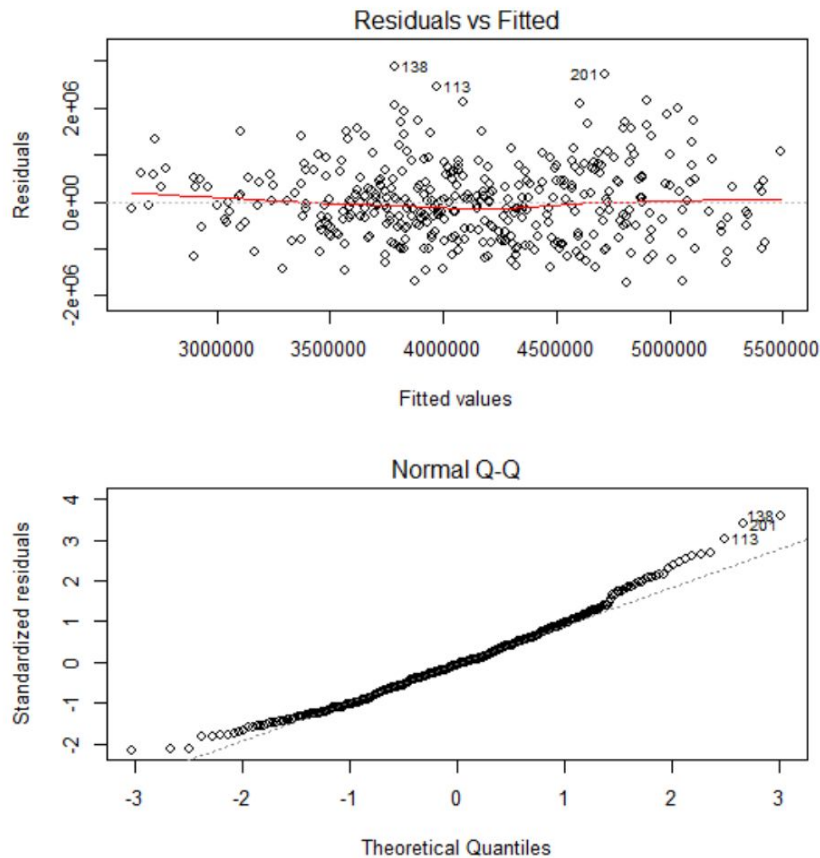 Residuals vs Fitted
138
113
201
Residuals
2e+06
0e+00
-2e+06
3000000 3500000 4000000 4500000 5000000 5500000
Fitted values
Normal Q-Q
4
3
2
1
0
-1
-2
138
201
113
Standardized residuals
-3 -2 -1 0 1 2 3
Theoretical Quantiles